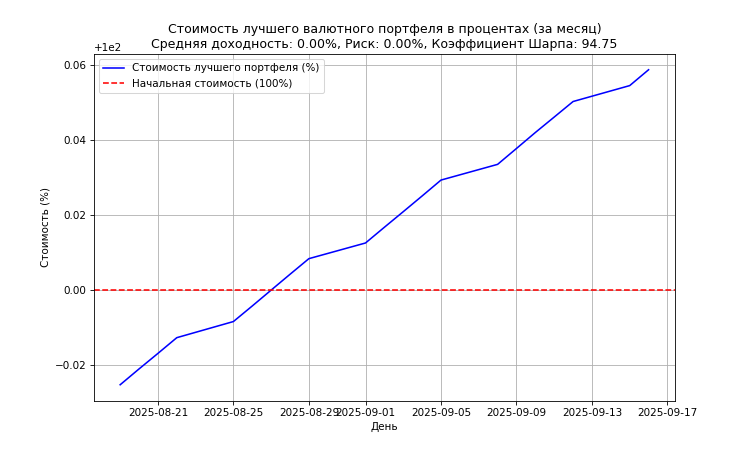 Стоимость лучшего валютного портфеля в процентах (за месяц)
Средняя доходность: 0.00%, Риск: 0.00%, Коэффициент Шарпа: 94.75
+1e2
Стоимость лучшего портфеля (%)
Начальная стоимость (100%)
0.06
0.04
0.02
0.00
−0.02
Стоимость (%)
2025-08-21 2025-08-25 2025-08-29 2025-09-01 2025-09-05 2025-09-09 2025-09-13 2025-09-17
День